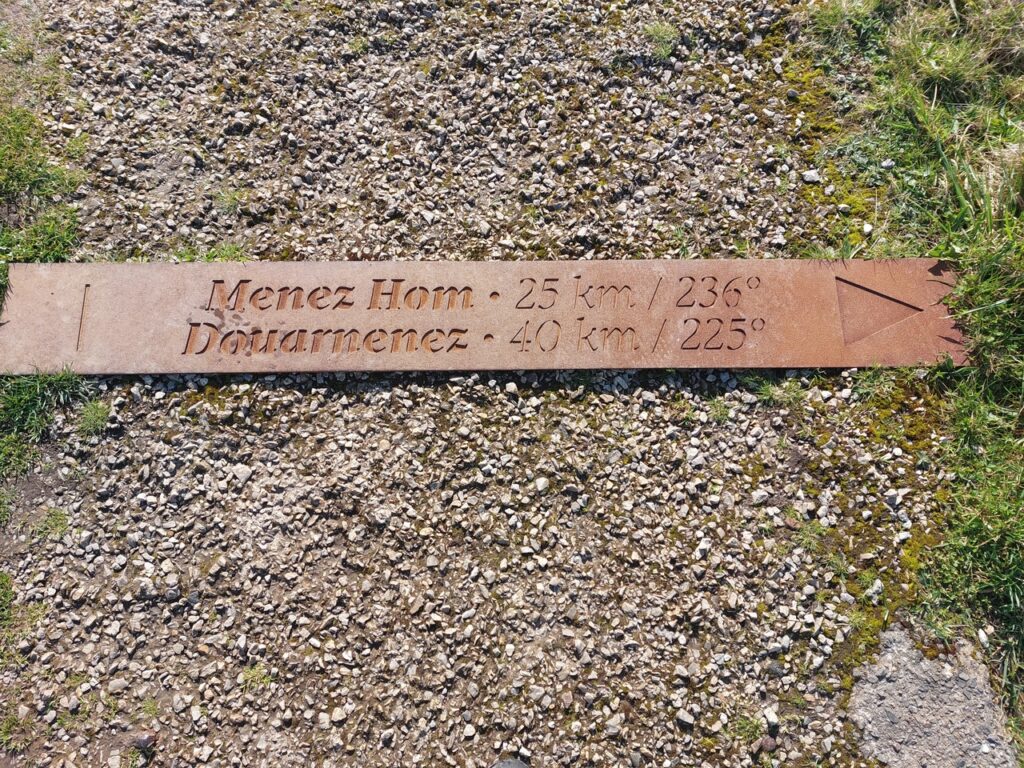 Menez Hom • 25 km / 236°
Douarnenez • 40 km / 225°